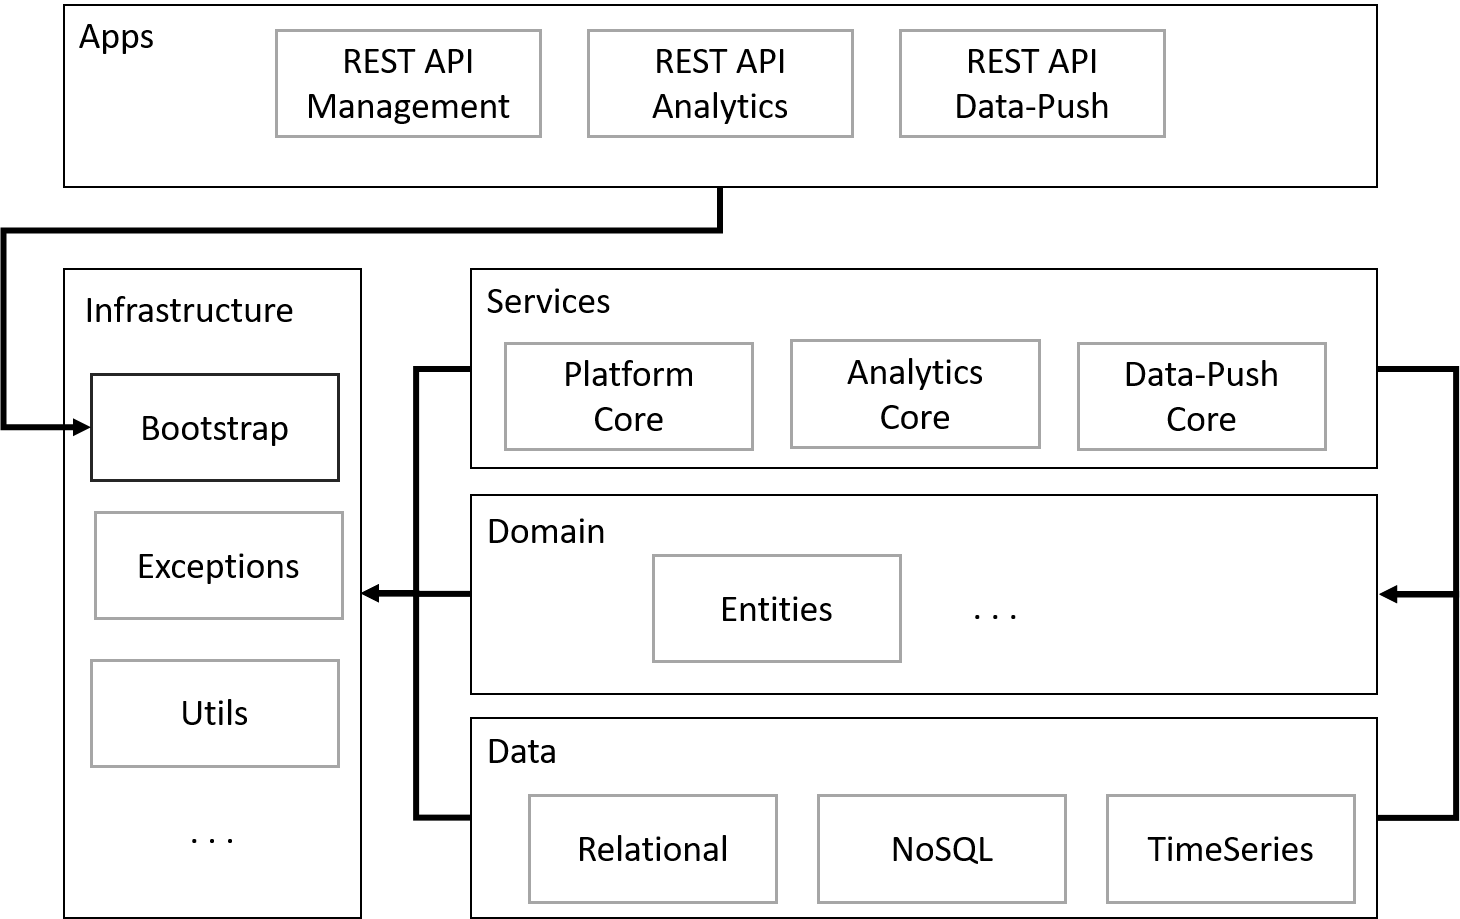 Apps
REST API
Management
REST API
Analytics
REST API
Data-Push
Infrastructure
Bootstrap
Exceptions
Utils
. . .
Services
Platform
Core
Analytics
Core
Data-Push
Core
Domain
Entities
. . .
Data
Relational
NoSQL
TimeSeries